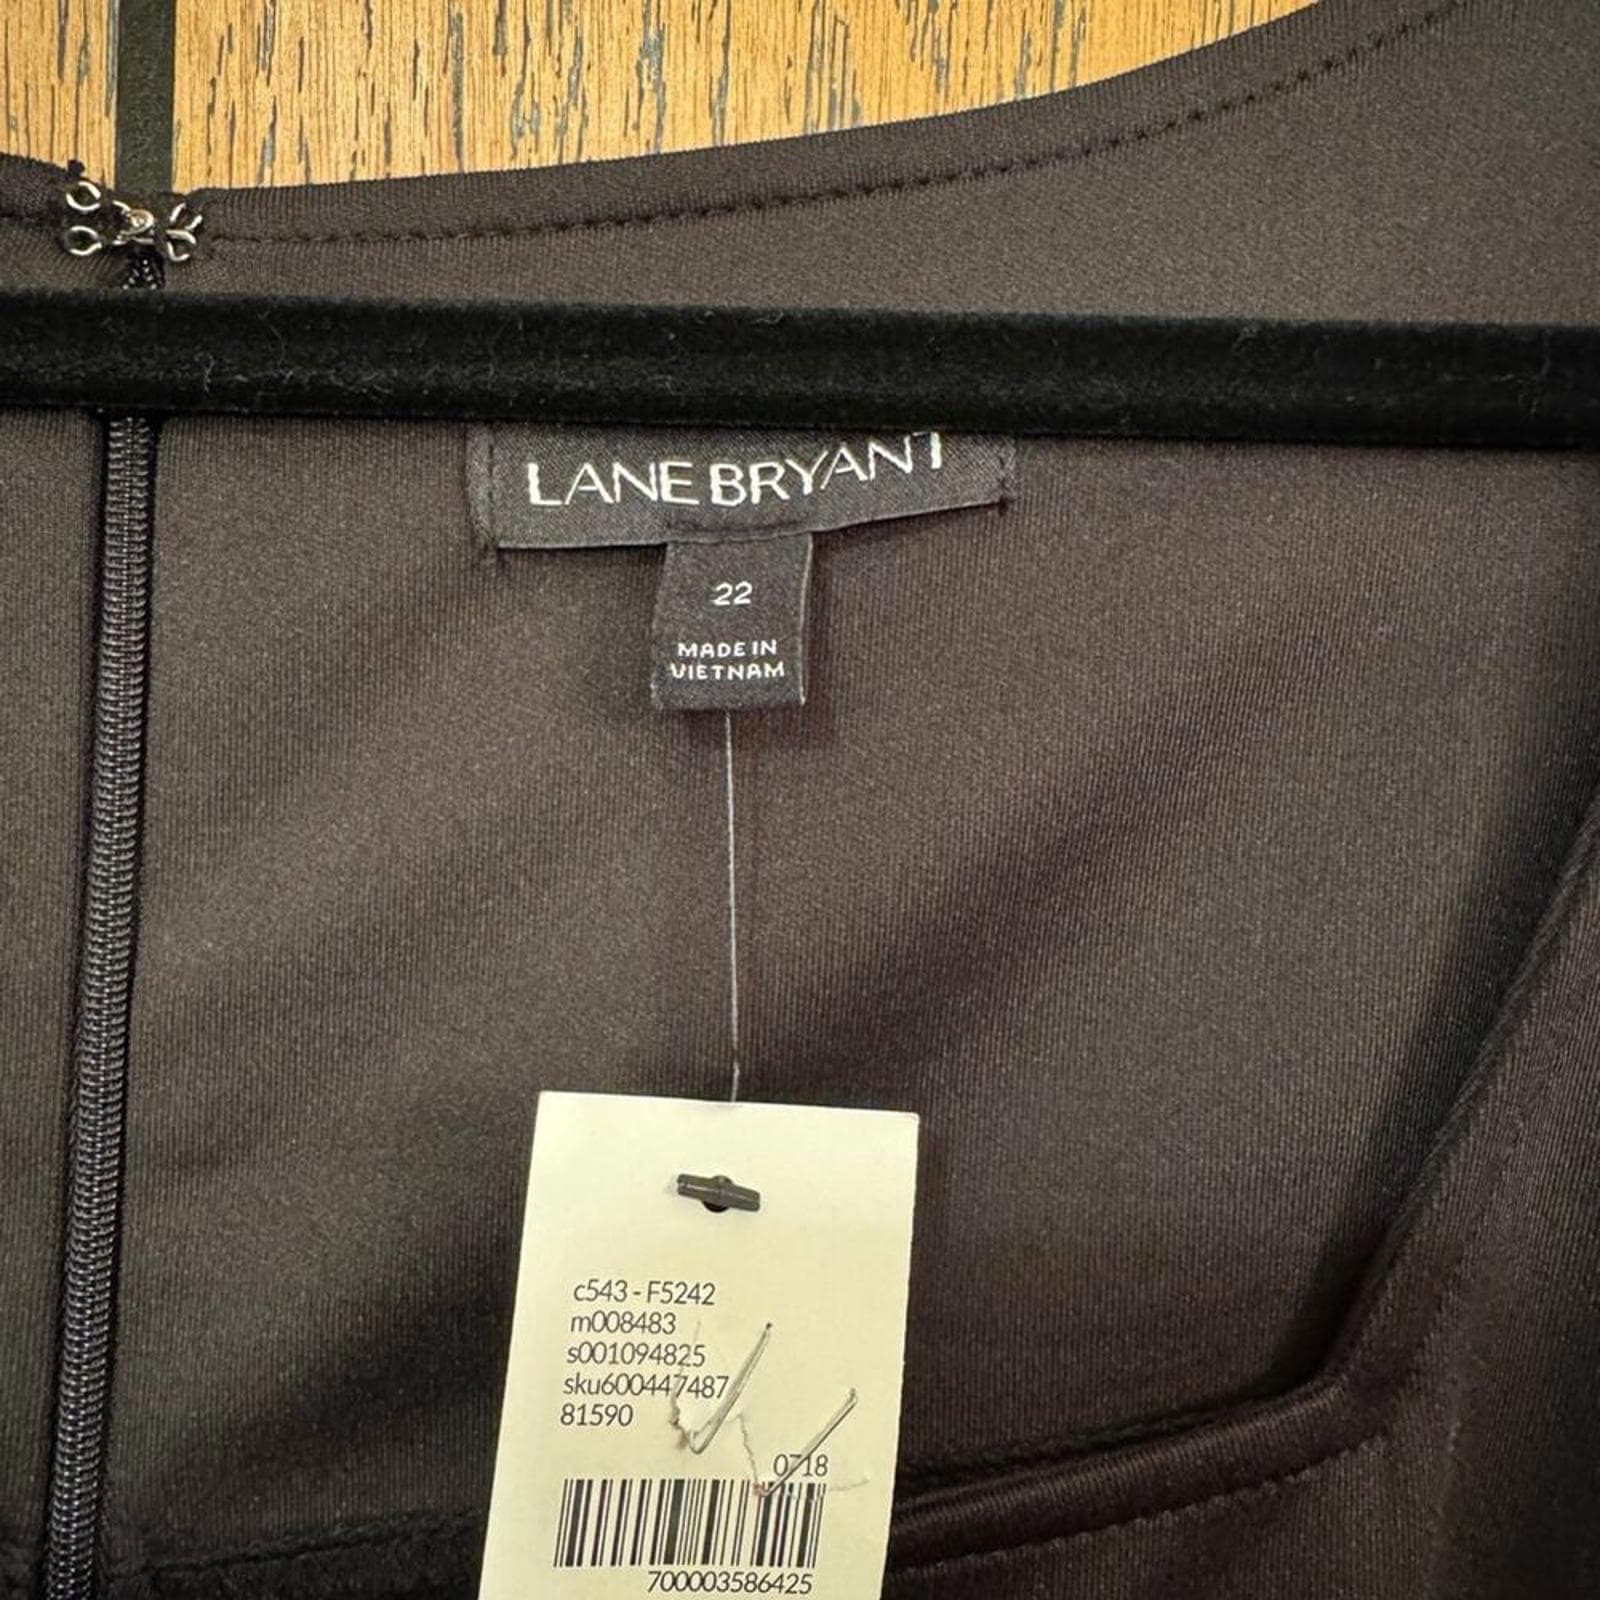 LANE BRYANT
22
MADE IN
VIETNAM
c543 - F5242
m008483
s001094825
sku600447487
81590
0718
700003586425